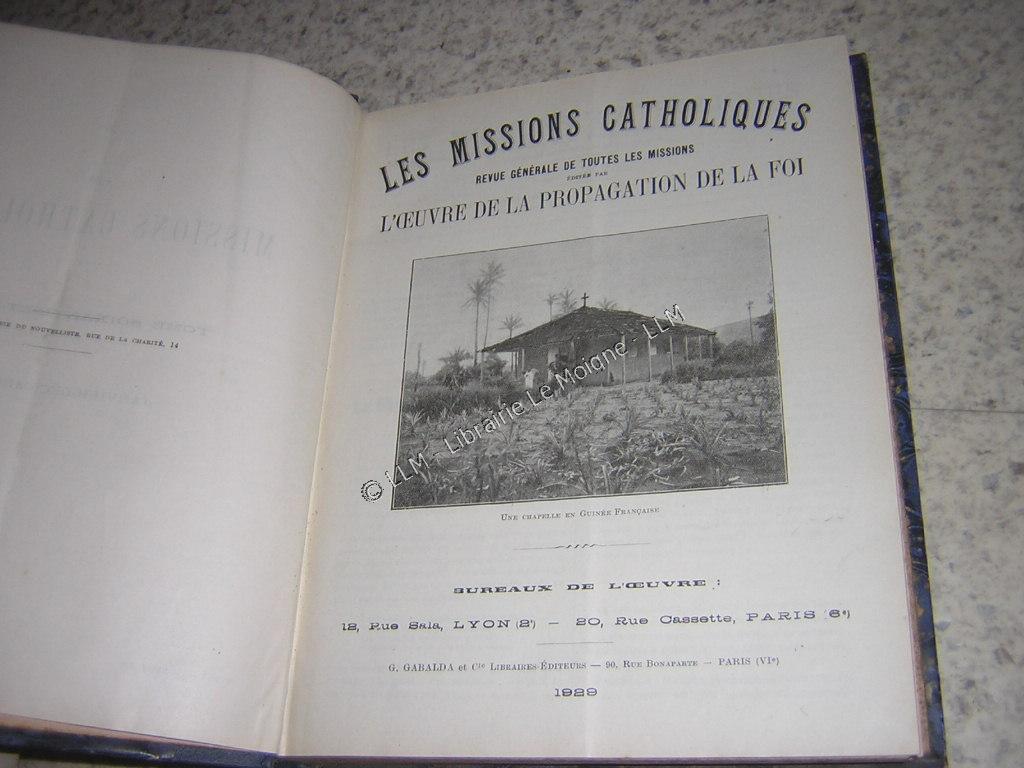 RIE DU NOUVELLISTE, RUE DE LA CHARITÉ, 14
LES MISSIONS CATHOLIQUES
REVUE GÉNÉRALE DE TOUTES LES MISSIONS
ÉDITÉE PAR
L'ŒUVRE DE LA PROPAGATION DE LA FOI
© LLM - Librairie Le Moigne - LLM
UNE CHAPELLE EN GUINÉE FRANÇAISE
BUREAUX DE L'ŒUVRE :
12, Rue Sala, LYON (2ᵉ) — 20, Rue Cassette, PARIS (6ᵉ)
G. GABALDA et Cⁱᵉ LIBRAIRES-ÉDITEURS — 90, RUE BONAPARTE — PARIS (VIᵉ)
1929